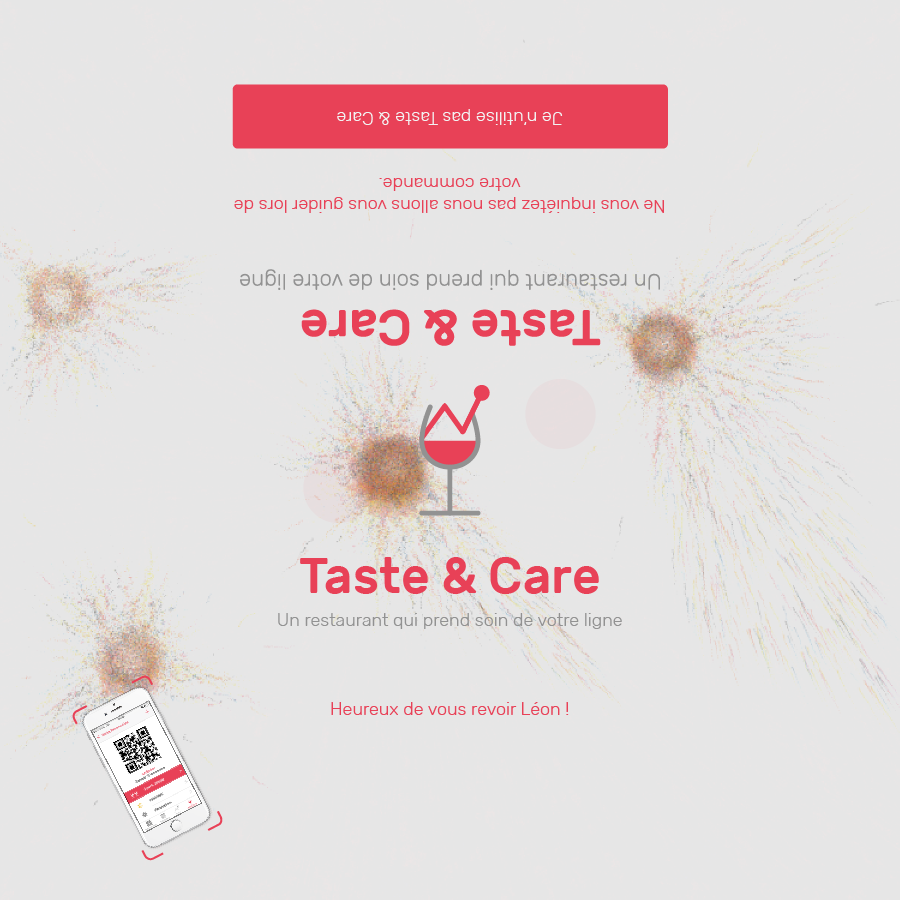 Je n'utilise pas Taste & Care
Ne vous inquiétez pas nous allons vous guider lors de
votre commande.
Un restaurant qui prend soin de votre ligne
Taste & Care
Taste & Care
Un restaurant qui prend soin de votre ligne
Heureux de vous revoir Léon !